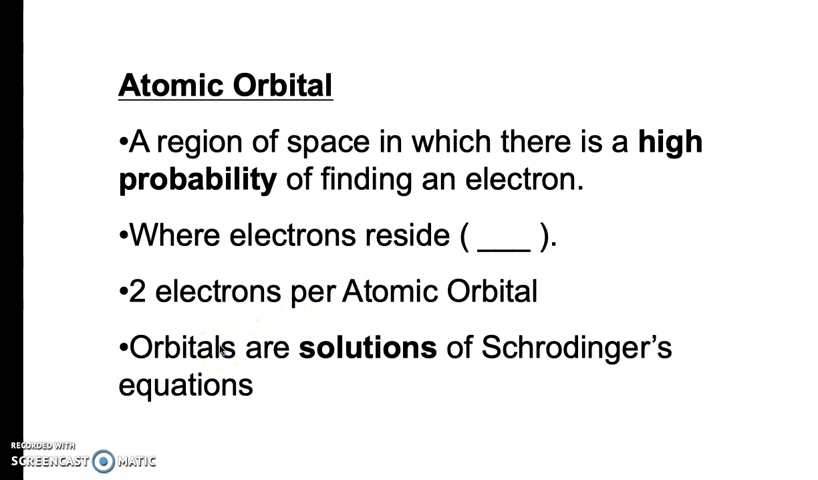 Atomic Orbital
•A region of space in which there is a high
probability of finding an electron.
•Where electrons reside ( ___ ).
•2 electrons per Atomic Orbital
•Orbitals are solutions of Schrodinger's
equations
RECORDED WITH
SCREENCAST MATIC